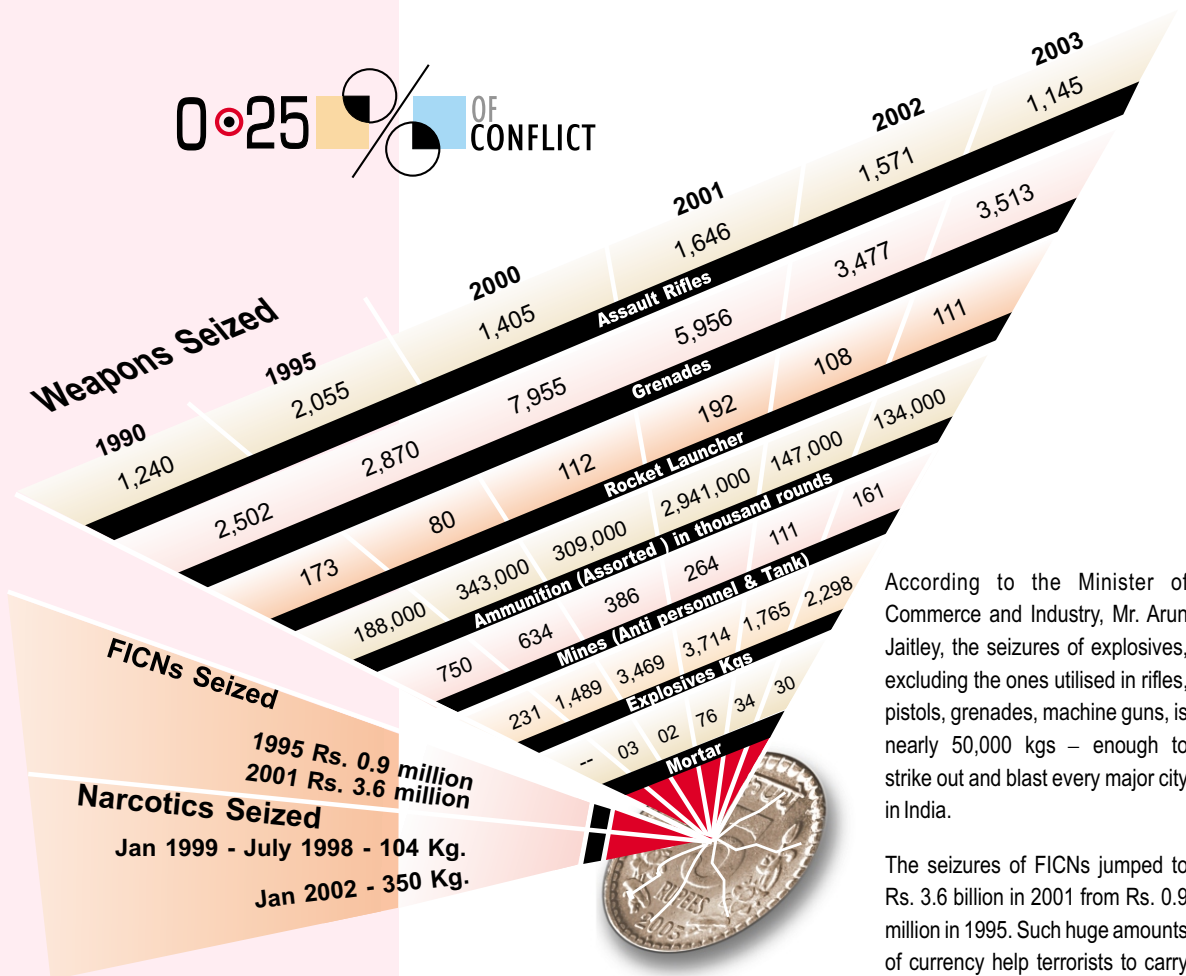 0.25 % OF
CONFLICT
Weapons Seized
1990 1995 2000 2001 2002 2003
1,240 2,055 1,405 1,646 1,571 1,145
Assault Rifles
2,502 2,870 7,955 5,956 3,477 3,513
Grenades
173 80 112 192 108 111
Rocket Launcher
188,000 343,000 309,000 2,941,000 147,000 134,000
Ammunition (Assorted ) in thousand rounds
750 634 386 264 111 161
Mines (Anti personnel & Tank)
231 1,489 3,469 3,714 1,765 2,298
Explosives Kgs
-- 03 02 76 34 30
Mortar
FICNs Seized
1995 Rs. 0.9 million
2001 Rs. 3.6 million
Narcotics Seized
Jan 1999 - July 1998 - 104 Kg.
Jan 2002 - 350 Kg.
5
RUPEES
2005
According to the Minister of
Commerce and Industry, Mr. Arun
Jaitley, the seizures of explosives,
excluding the ones utilised in rifles,
pistols, grenades, machine guns, is
nearly 50,000 kgs – enough to
strike out and blast every major city
in India.
The seizures of FICNs jumped to
Rs. 3.6 billion in 2001 from Rs. 0.9
million in 1995. Such huge amounts
of currency help terrorists to carry